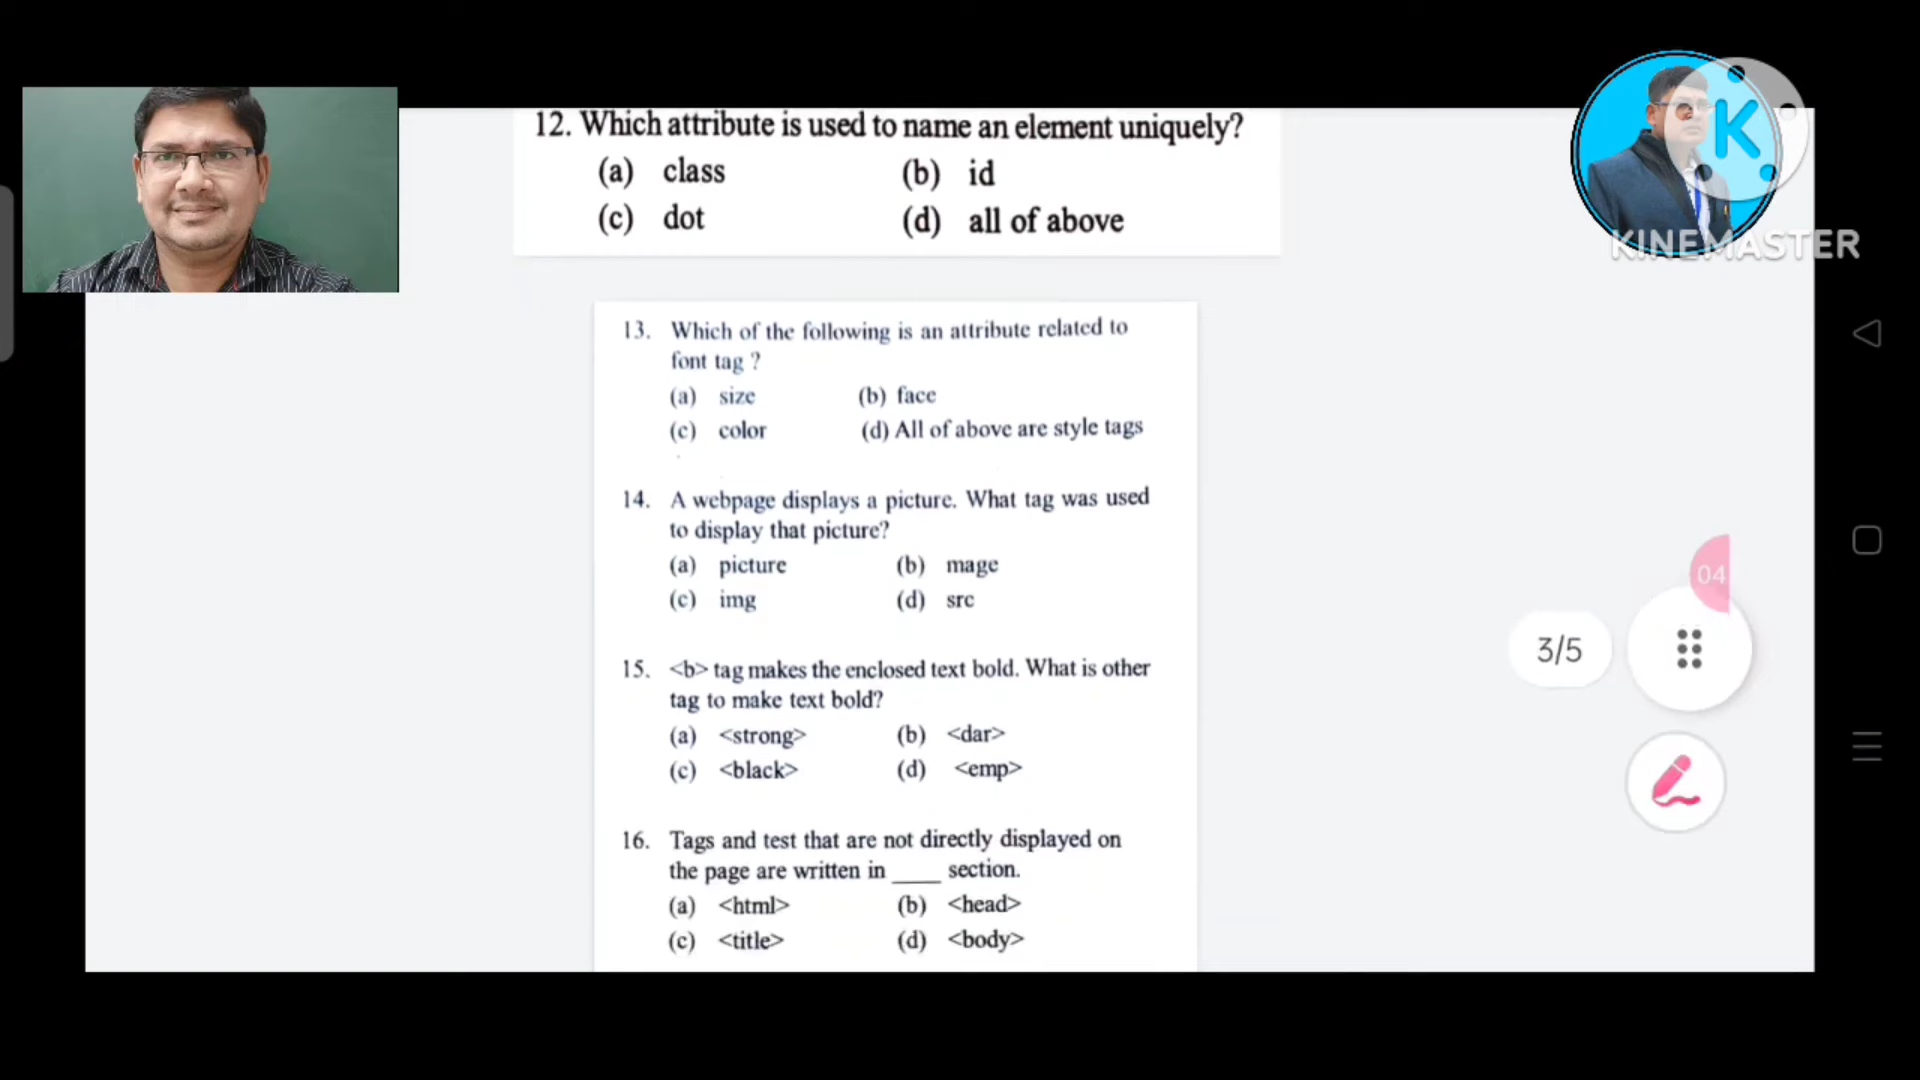 12. Which attribute is used to name an element uniquely?
(a) class (b) id
(c) dot (d) all of above
K
KINEMASTER
13. Which of the following is an attribute related to
font tag ?
(a) size (b) face
(c) color (d) All of above are style tags
14. A webpage displays a picture. What tag was used
to display that picture?
(a) picture (b) mage
(c) img (d) src
04
3/5
15. <b> tag makes the enclosed text bold. What is other
tag to make text bold?
(a) <strong> (b) <dar>
(c) <black> (d) <emp>
16. Tags and test that are not directly displayed on
the page are written in ____ section.
(a) <html> (b) <head>
(c) <title> (d) <body>